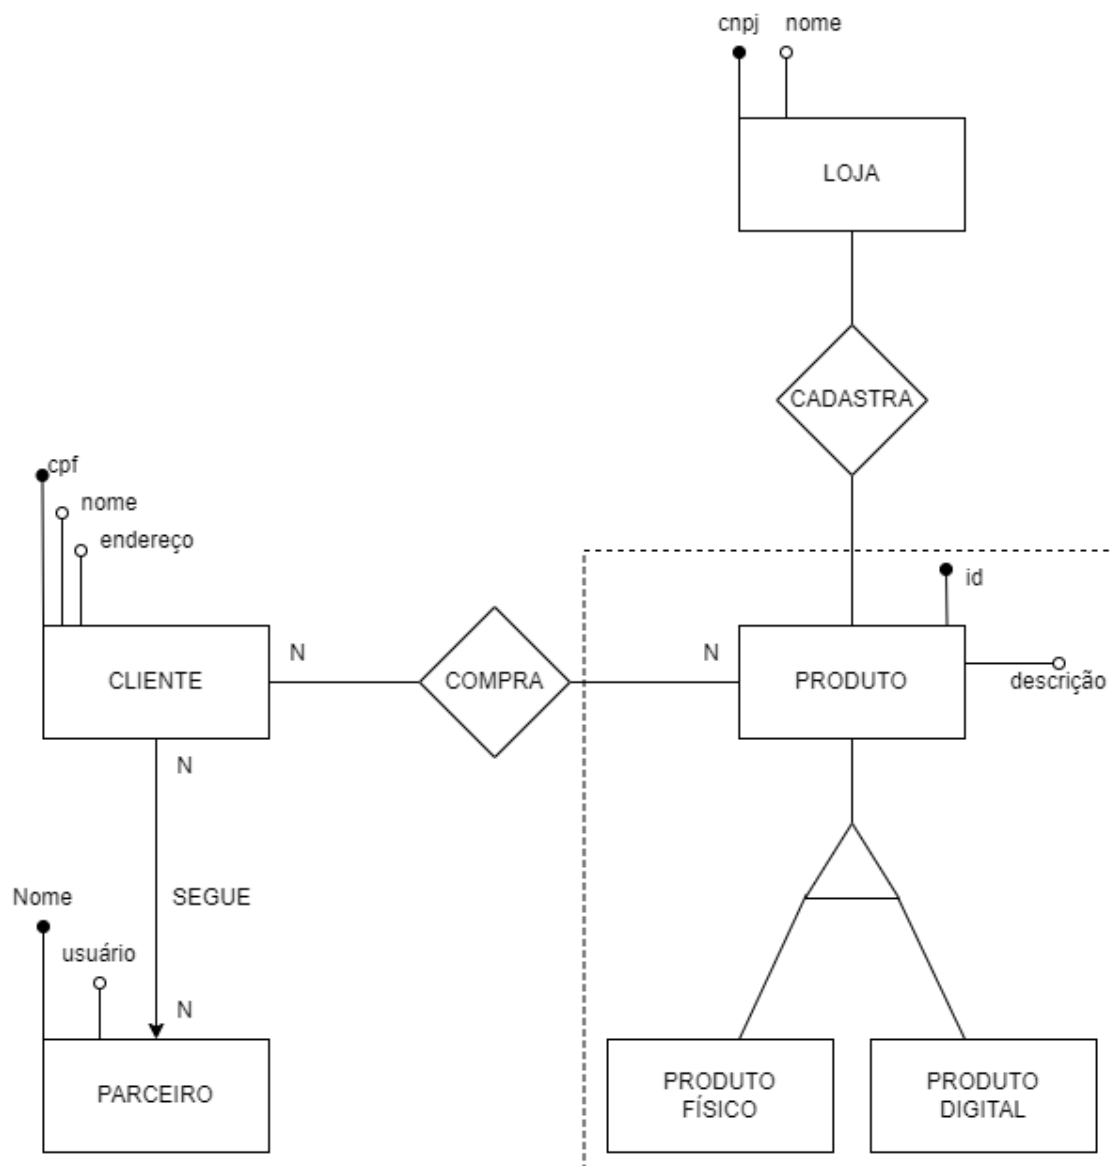 cnpj
nome
LOJA
CADASTRA
cpf
nome
endereço
id
N
N
CLIENTE
COMPRA
PRODUTO
descrição
N
Nome
SEGUE
usuário
N
PARCEIRO
PRODUTO
FÍSICO
PRODUTO
DIGITAL